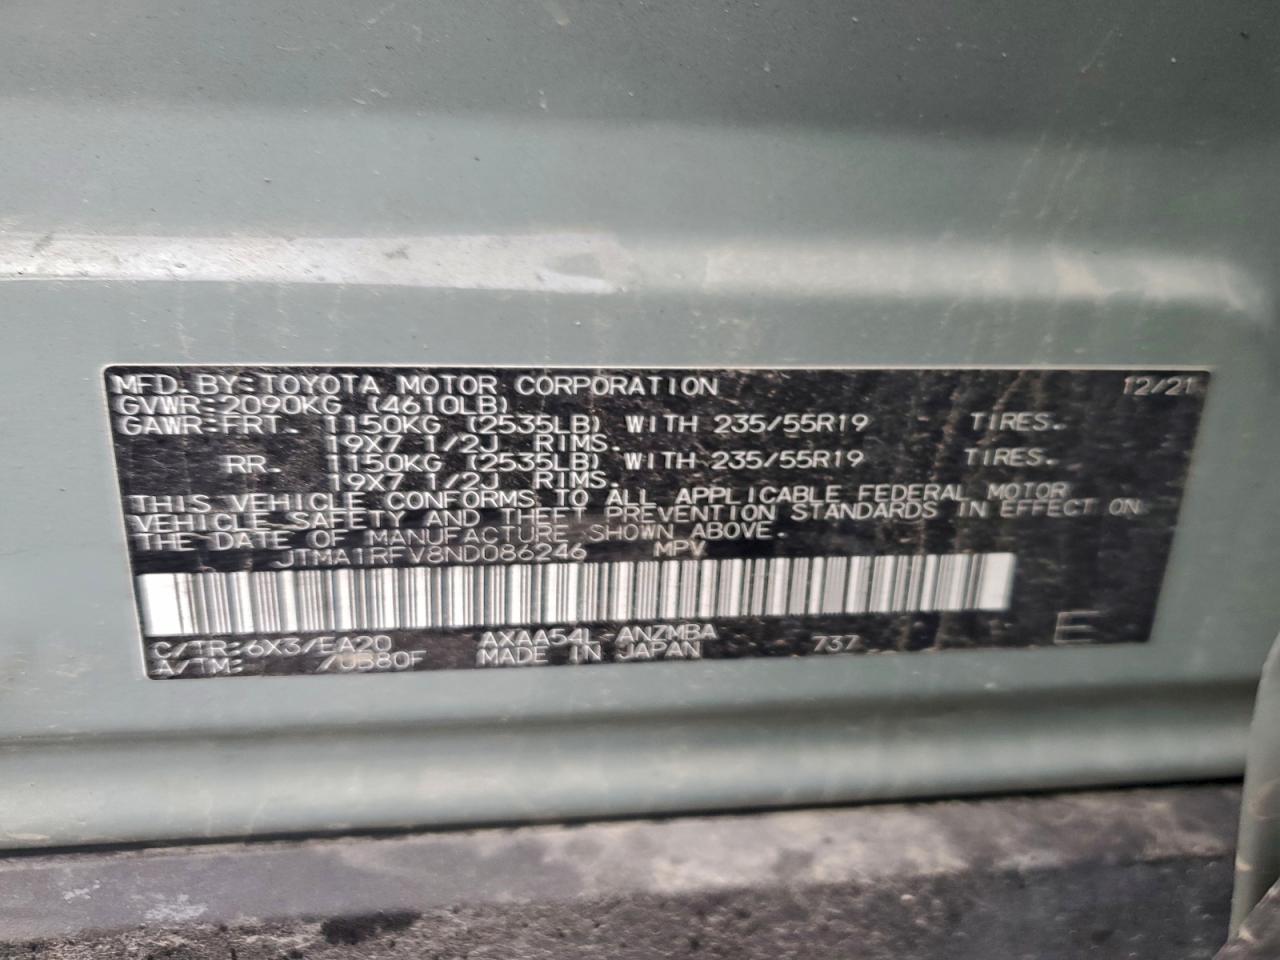 MFD. BY: TOYOTA MOTOR CORPORATION 12/21
GVWR: 2090KG (4610LB)
GAWR: FRT. 1150KG (2535LB) WITH 235/55R19 TIRES.
19X7 1/2J RIMS.
RR. 1150KG (2535LB) WITH 235/55R19 TIRES.
19X7 1/2J RIMS.
THIS VEHICLE CONFORMS TO ALL APPLICABLE FEDERAL MOTOR
VEHICLE SAFETY AND THEFT PREVENTION STANDARDS IN EFFECT ON
THE DATE OF MANUFACTURE SHOWN ABOVE.
JTMA1RFV8ND086246 MPV
C/TR: 6X3/EA20 AXAA54L-ANZMBA 737 E
A/TM: /UB80F MADE IN JAPAN